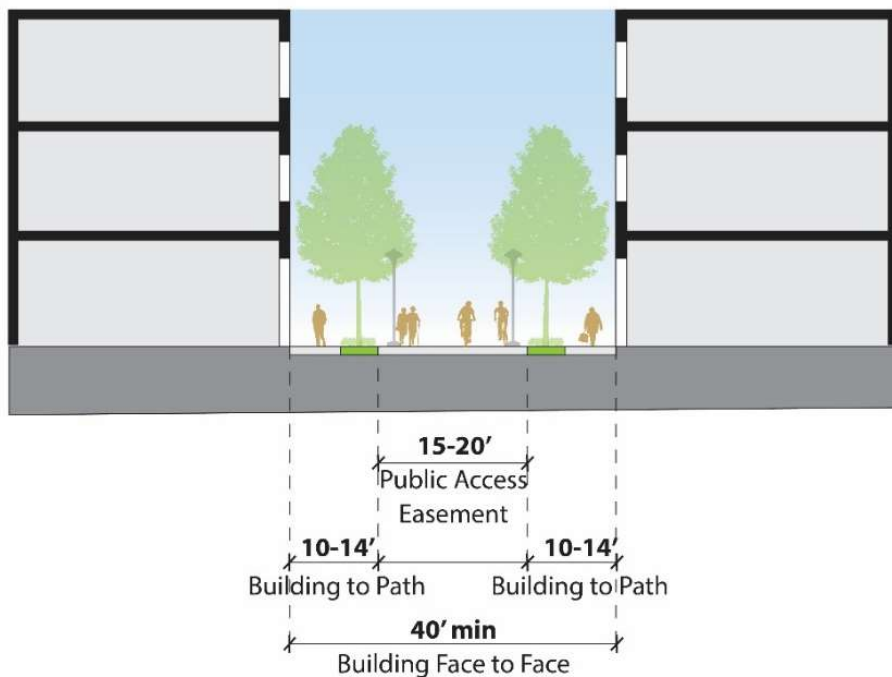 15-20’
Public Access
Easement
10-14’ 10-14’
Building to Path Building to Path
40’ min
Building Face to Face